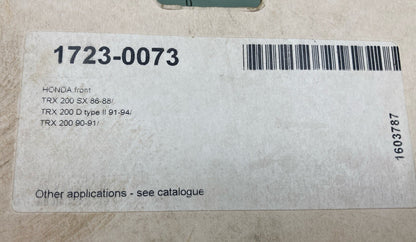 1723-0073
HONDA front
TRX 200 SX 86-88/
TRX 200 D type II 91-94/
TRX 200 90-91/
Other applications - see catalogue
1603787